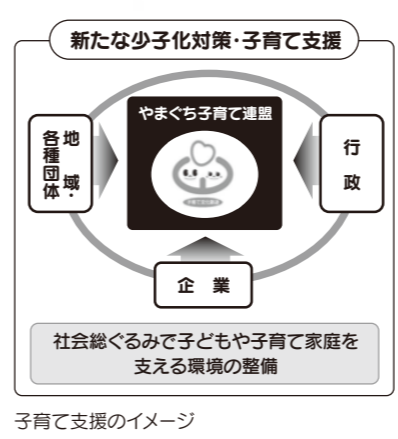 新たな少子化対策・子育て支援
やまぐち子育て連盟
地域・
各種団体
行政
企業
社会総ぐるみで子どもや子育て家庭を
支える環境の整備
子育て支援のイメージ